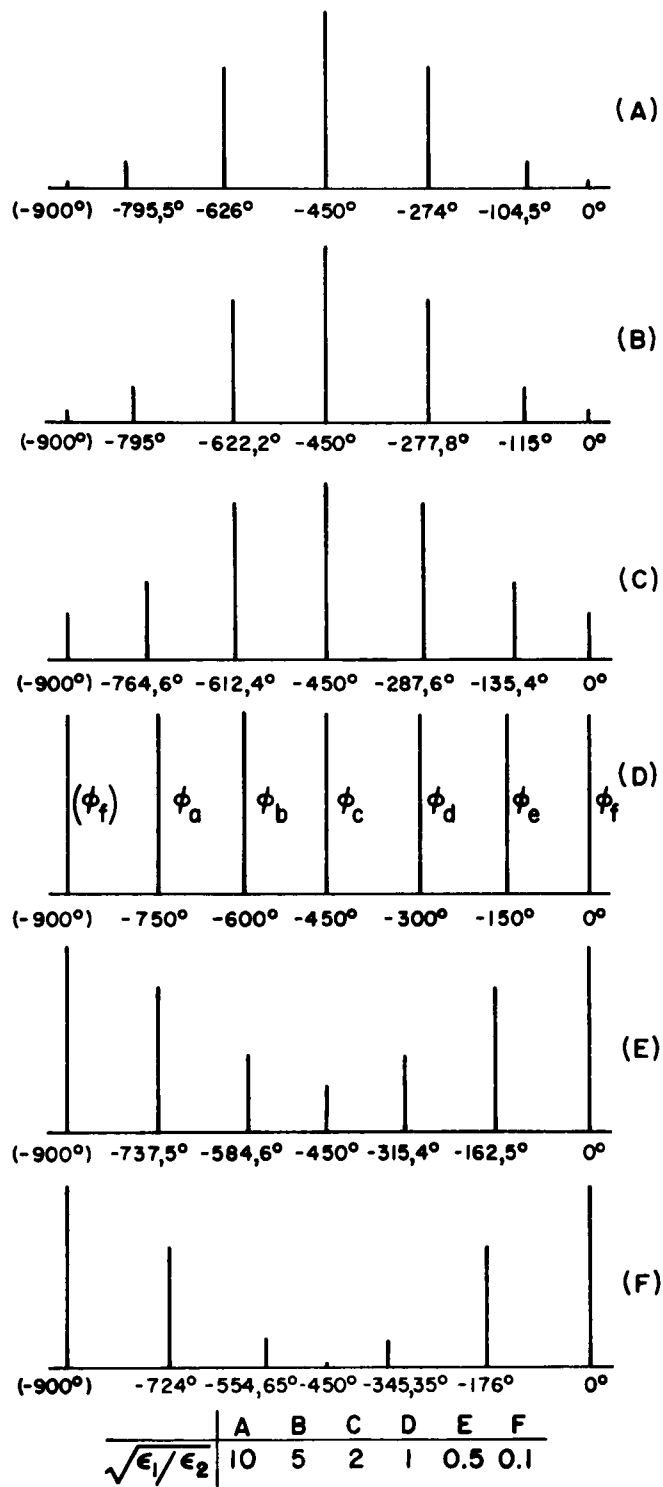 (A)
(-900°) -795,5° -626° -450° -274° -104,5° 0°
(B)
(-900°) -795° -622,2° -450° -277,8° -115° 0°
(C)
(-900°) -764,6° -612,4° -450° -287,6° -135,4° 0°
(D)
(ϕf) ϕa ϕb ϕc ϕd ϕe ϕf
(-900°) -750° -600° -450° -300° -150° 0°
(E)
(-900°) -737,5° -584,6° -450° -315,4° -162,5° 0°
(F)
(-900°) -724° -554,65° -450° -345,35° -176° 0°
A B C D E F
√ϵ1/ϵ2 10 5 2 1 0.5 0.1